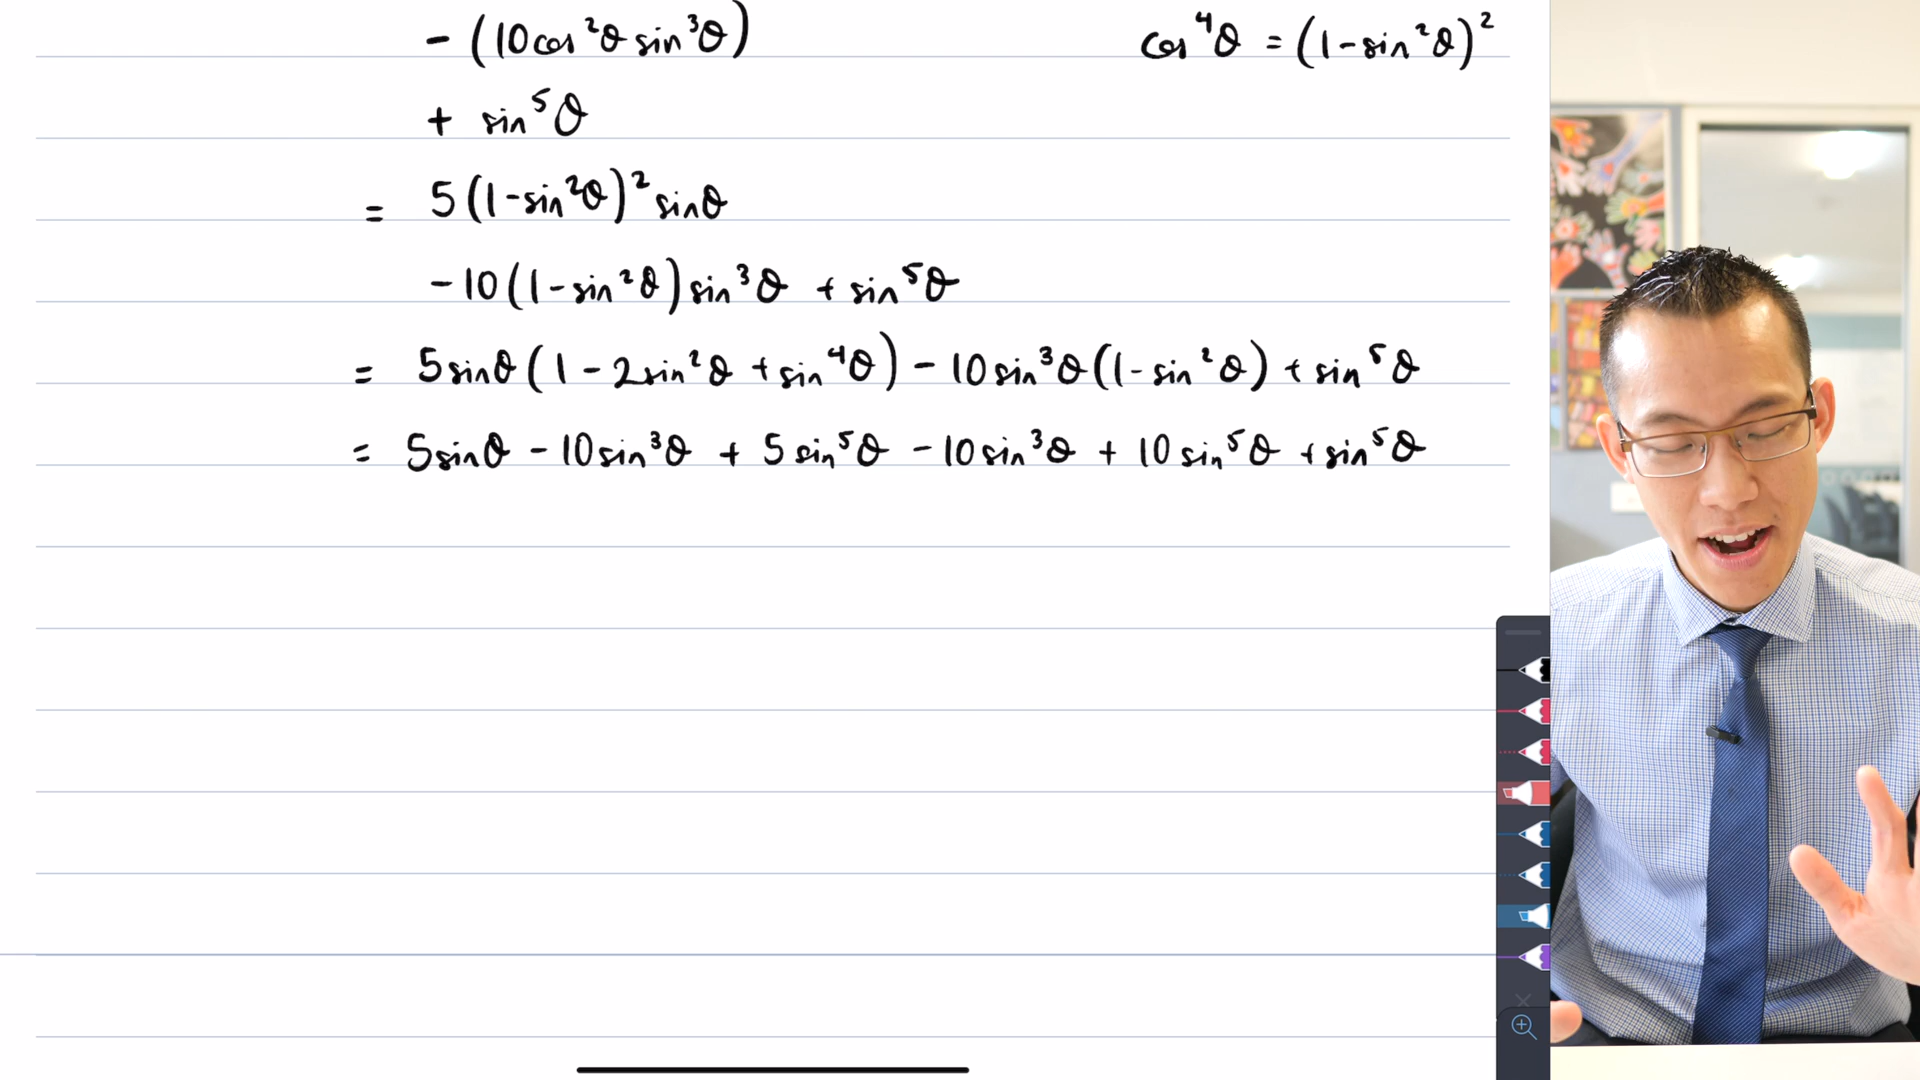 - (10cos²θ sin³θ)
cos⁴θ = (1-sin²θ)²
+ sin⁵θ
= 5(1-sin²θ)² sinθ
-10(1-sin²θ)sin³θ + sin⁵θ
= 5sinθ(1 - 2sin²θ + sin⁴θ) - 10sin³θ(1-sin²θ) + sin⁵θ
= 5sinθ - 10sin³θ + 5sin⁵θ - 10sin³θ + 10sin⁵θ + sin⁵θ